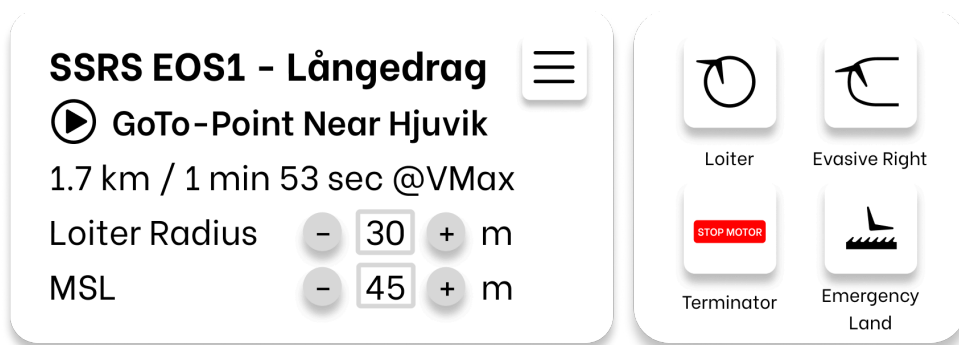 SSRS EOS1 - Långedrag
GoTo-Point Near Hjuvik
1.7 km / 1 min 53 sec @VMax
Loiter Radius - 30 + m
MSL - 45 + m
Loiter
Evasive Right
STOP MOTOR
Terminator
Emergency
Land